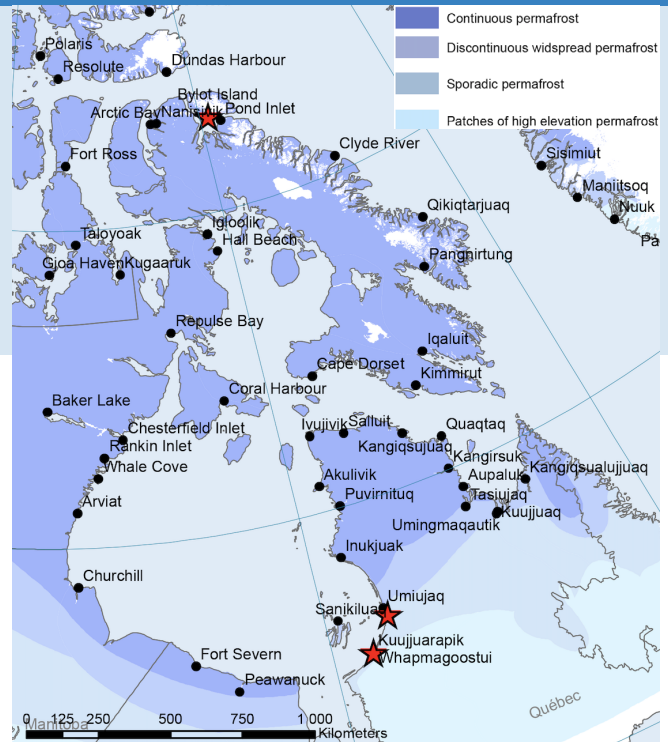 Continuous permafrost
Discontinuous widespread permafrost
Sporadic permafrost
Patches of high elevation permafrost
Polaris
Resolute
Dundas Harbour
Bylot Island
Arctic Bay
Nanisivik
Pond Inlet
Fort Ross
Clyde River
Sisimiut
Maniitsoq
Nuuk
Pa
Qikiqtarjuaq
Taloyoak
Igloolik
Hall Beach
Pangnirtung
Gjoa Haven
Kugaaruk
Repulse Bay
Iqaluit
Cape Dorset
Kimmirut
Baker Lake
Coral Harbour
Chesterfield Inlet
Rankin Inlet
Whale Cove
Ivujivik
Salluit
Quaqtaq
Kangiqsujuaq
Kangirsuk
Akulivik
Aupaluk
Kangiqsualujjuaq
Puvirnituq
Tasiujaq
Arviat
Kuujjuaq
Umingmaqautik
Inukjuak
Churchill
Umiujaq
Sanikilua
Kuujjuarapik
Whapmagoostui
Fort Severn
Peawanuck
Québec
Manitoba
0 125 250 500 750 1 000
Kilometers